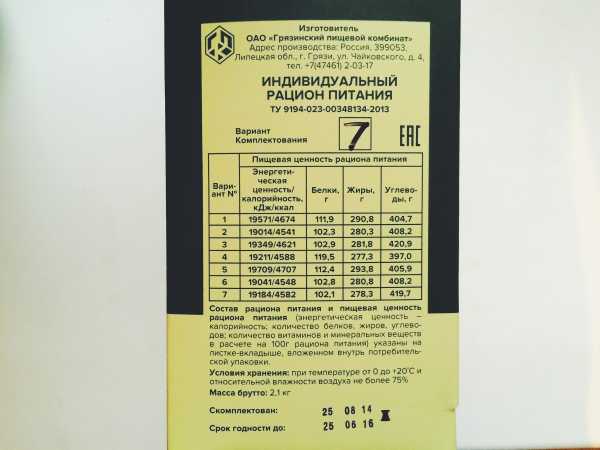 Изготовитель
ОАО «Грязинский пищевой комбинат»
Адрес производства: Россия, 399053,
Липецкая обл., г. Грязи, ул. Чайковского, д. 4,
тел. +7(47461) 2-03-17
ИНДИВИДУАЛЬНЫЙ
РАЦИОН ПИТАНИЯ
ТУ 9194-023-00348134-2013
Вариант
Комплектования 7 ЕАС
Пищевая ценность рациона питания
Вари-
ант №
Энергети-
ческая
ценность/
калорийность,
кДж/ккал
Белки,
г
Жиры,
г
Углево-
ды, г
1 19571/4674 111,9 290,8 404,7
2 19014/4541 102,3 280,3 408,2
3 19349/4621 102,9 281,8 420,9
4 19211/4588 119,5 277,3 397,0
5 19709/4707 112,4 293,8 405,9
6 19041/4548 102,8 280,8 408,2
7 19184/4582 102,1 278,3 419,7
Состав рациона питания и пищевая ценность
рациона питания (энергетическая ценность –
калорийность; количество белков, жиров, углево-
дов; количество витаминов и минеральных веществ
в расчете на 100г рациона питания) указаны на
листке-вкладыше, вложенном внутрь потребитель-
ской упаковки.
Условия хранения: при температуре от 0 до +20°С и
относительной влажности воздуха не более 75%
Масса брутто: 2,1 кг
Скомплектован: 25 08 14
Срок годности до: 25 06 16